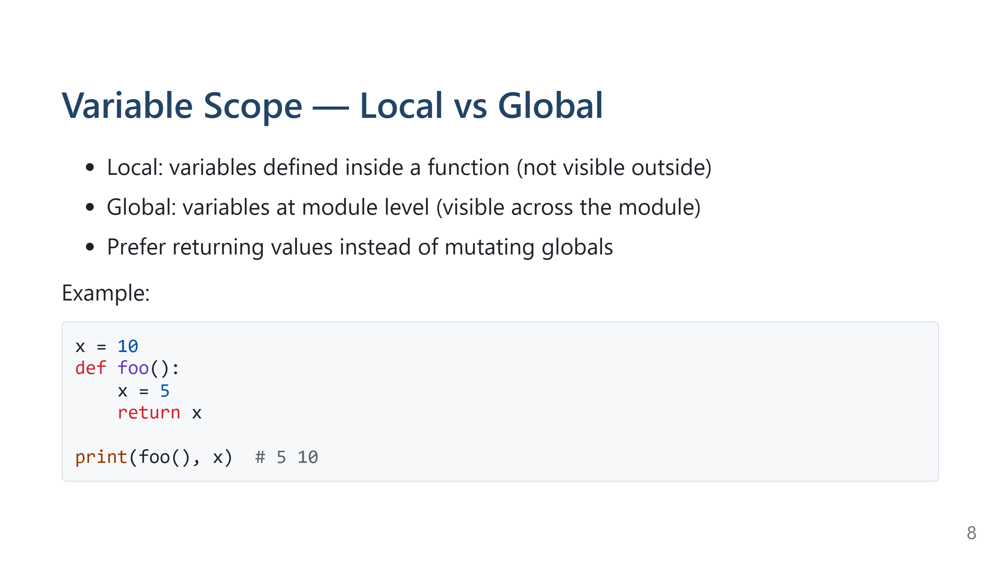 Variable Scope — Local vs Global
• Local: variables defined inside a function (not visible outside)
• Global: variables at module level (visible across the module)
• Prefer returning values instead of mutating globals
Example:
x = 10
def foo():
    x = 5
    return x
print(foo(), x)  # 5 10
8